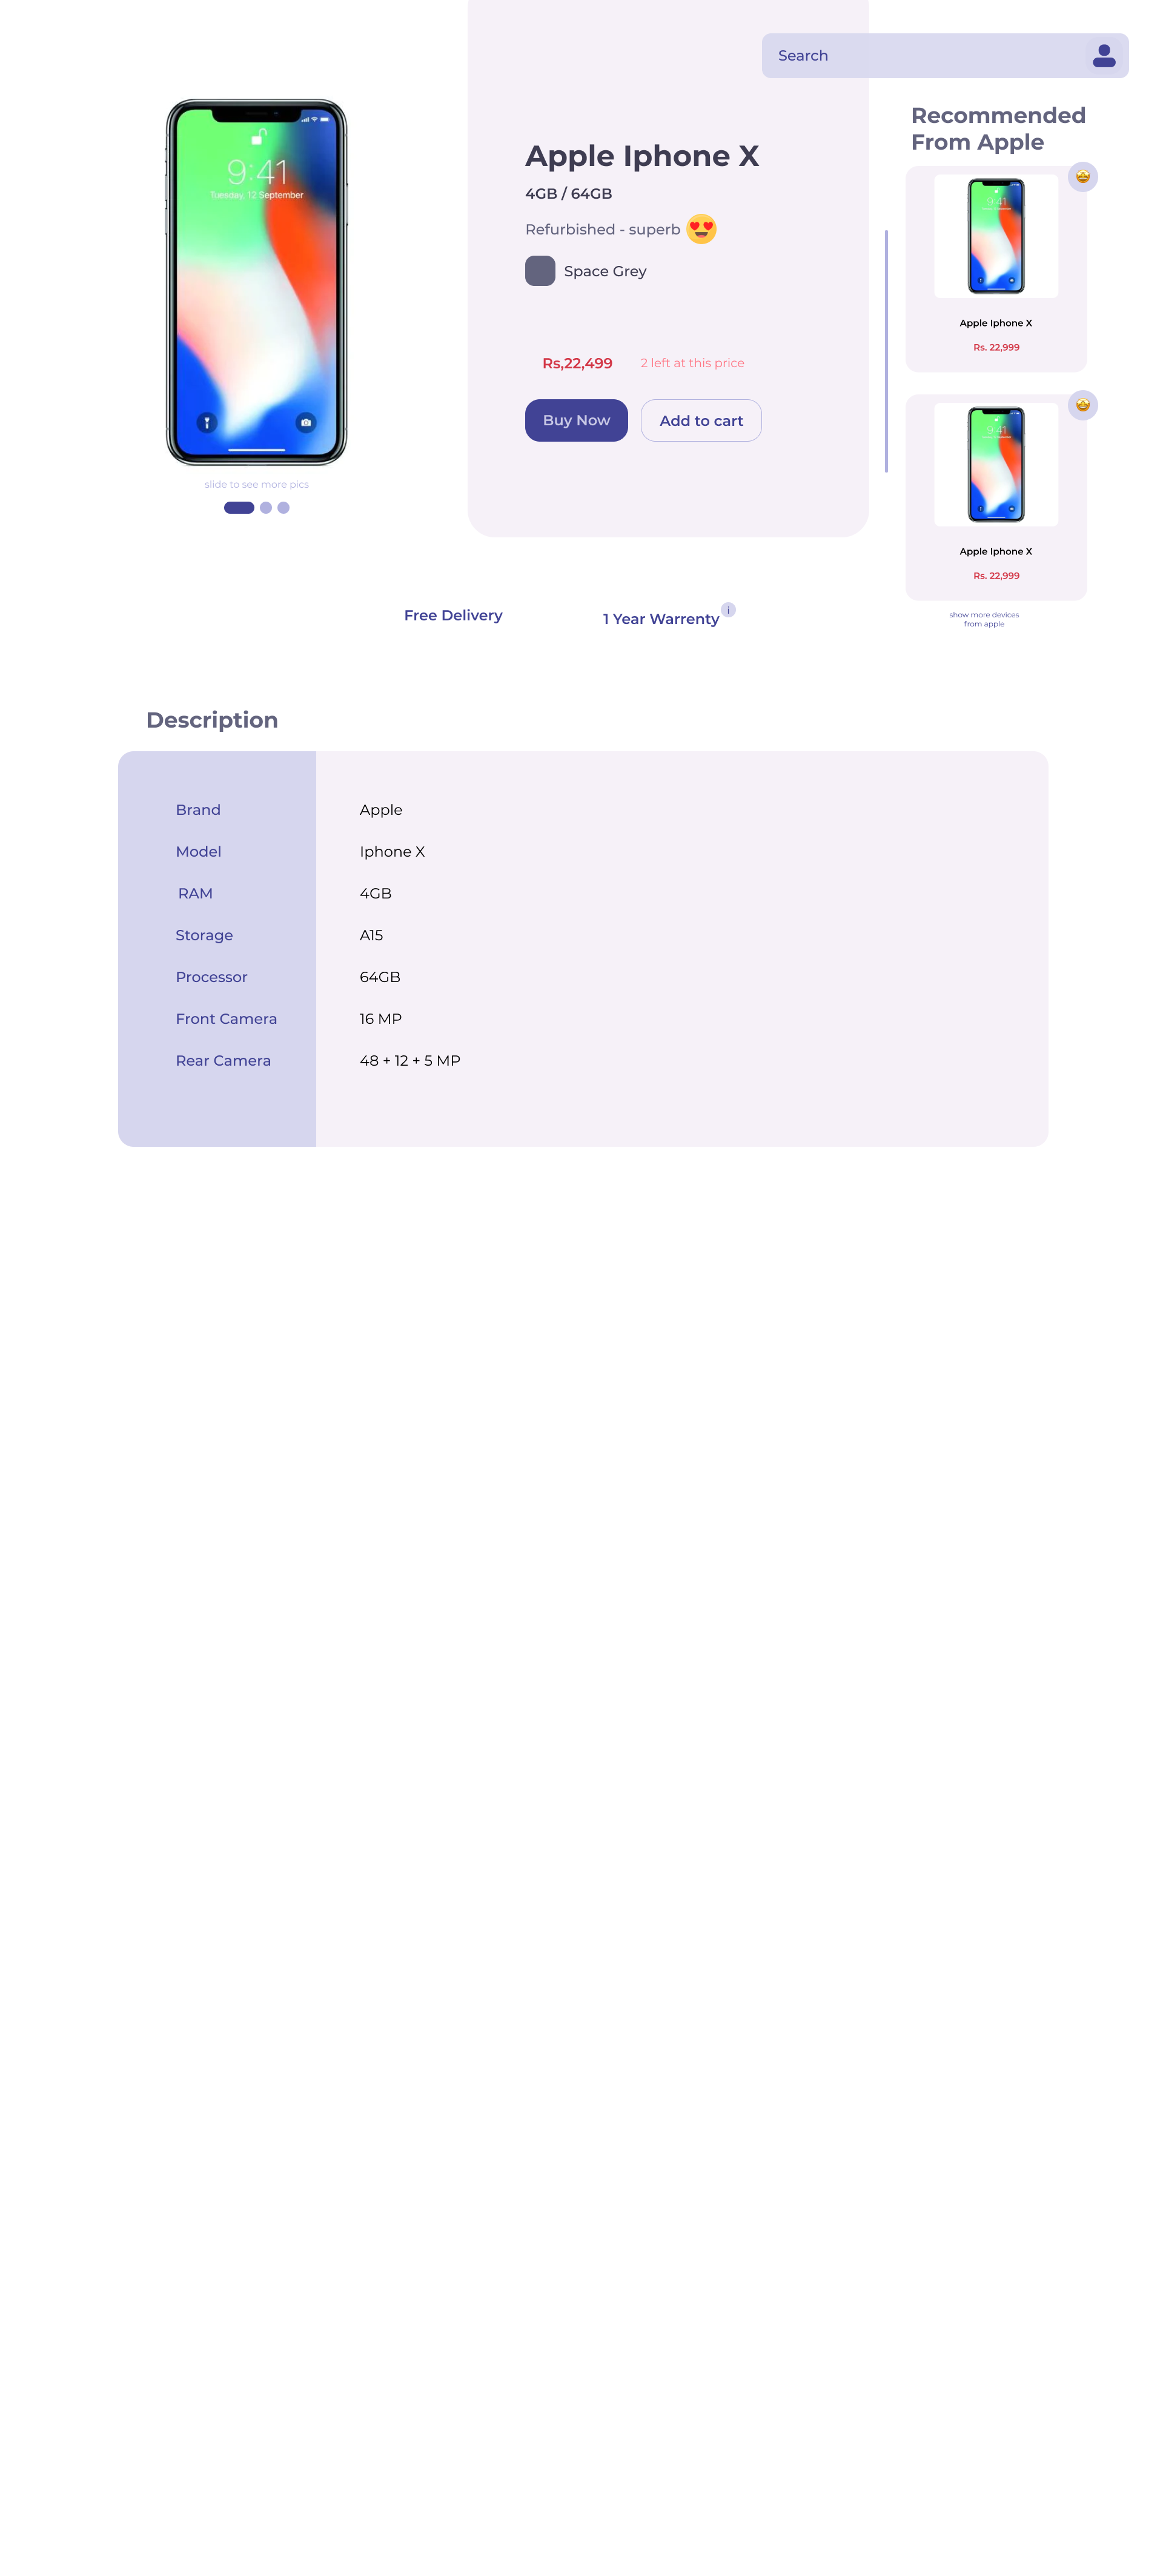 Search
9:41
Tuesday, 12 September
slide to see more pics
Apple Iphone X
4GB / 64GB
Refurbished - superb
Space Grey
Rs,22,499
2 left at this price
Buy Now
Add to cart
Recommended
From Apple
9:41
Apple Iphone X
Rs. 22,999
9:41
Apple Iphone X
Rs. 22,999
show more devices
from apple
Free Delivery
1 Year Warrenty
i
Description
Brand
Apple
Model
Iphone X
RAM
4GB
Storage
A15
Processor
64GB
Front Camera
16 MP
Rear Camera
48 + 12 + 5 MP